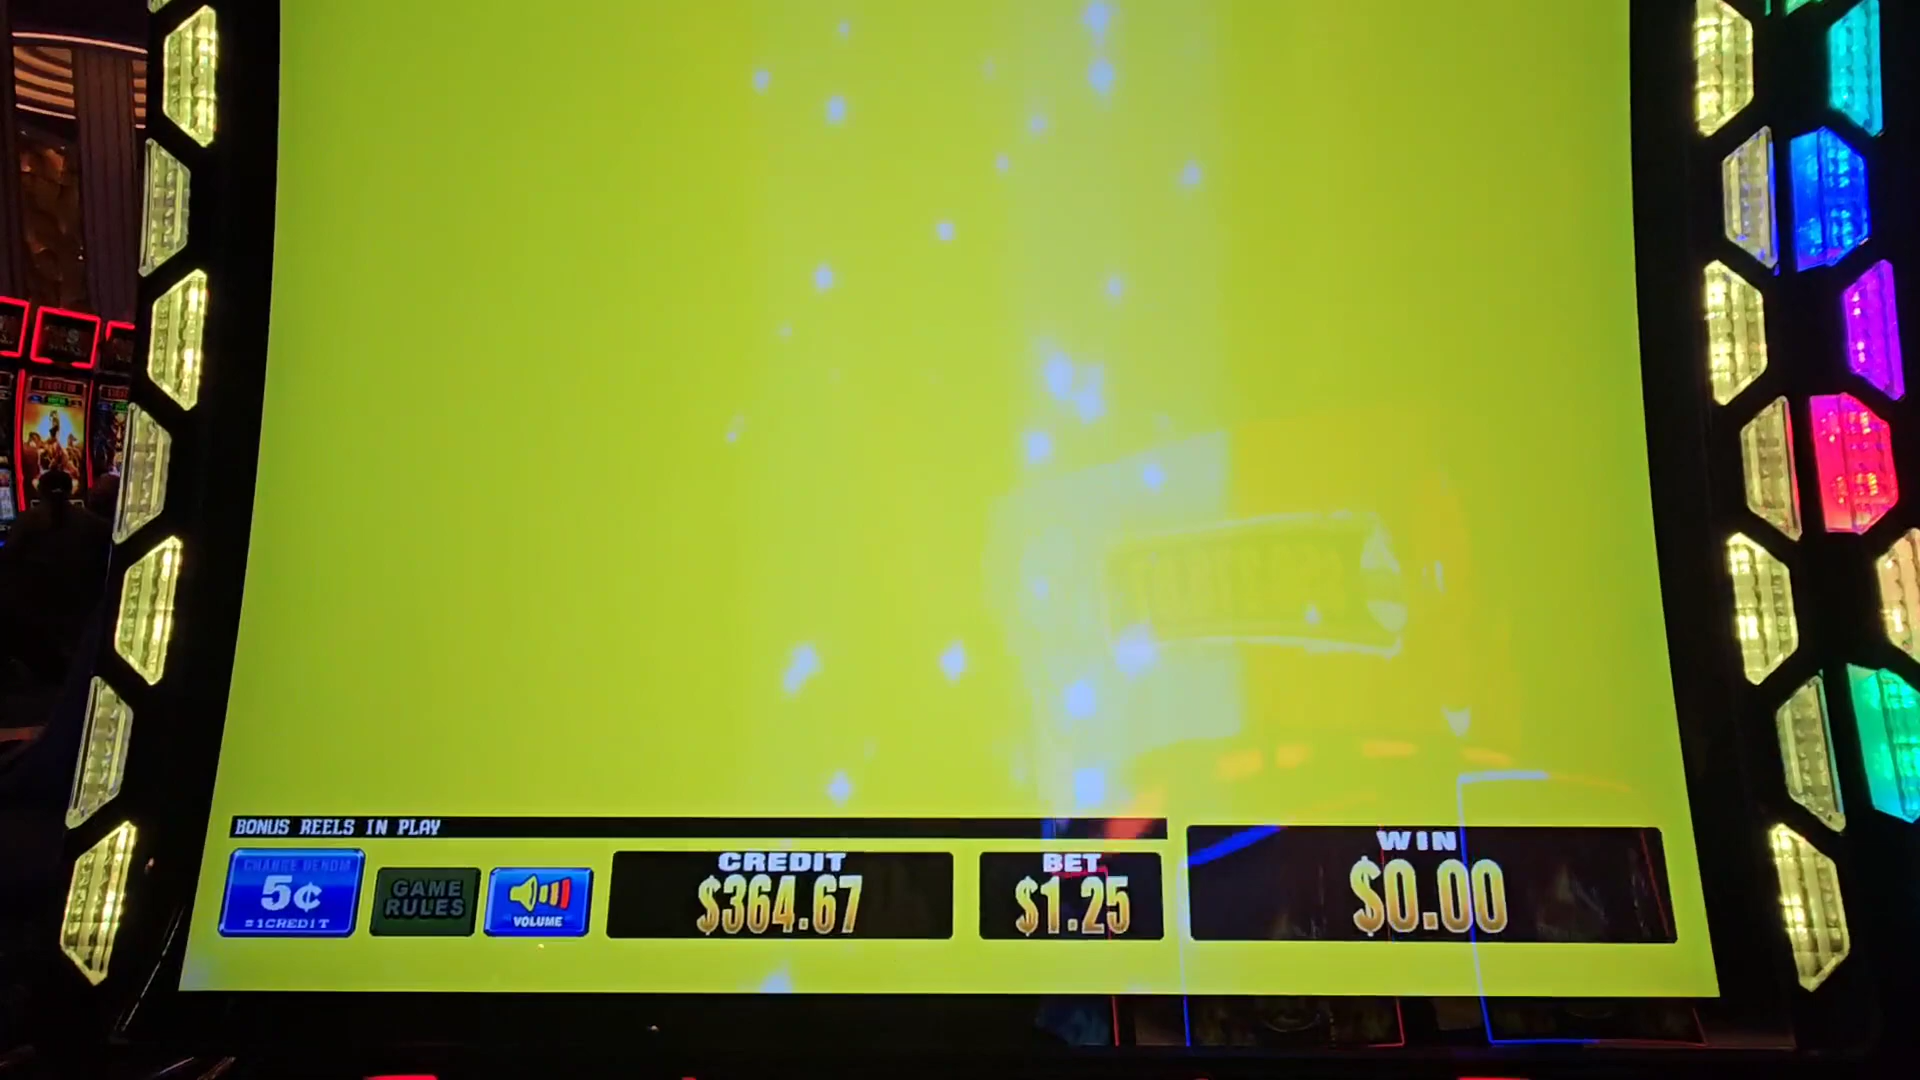 BONUS REELS IN PLAY
CHANGE DENOM
5¢
=1CREDIT
GAME
RULES
VOLUME
CREDIT
$364.67
BET
$1.25
WIN
$0.00